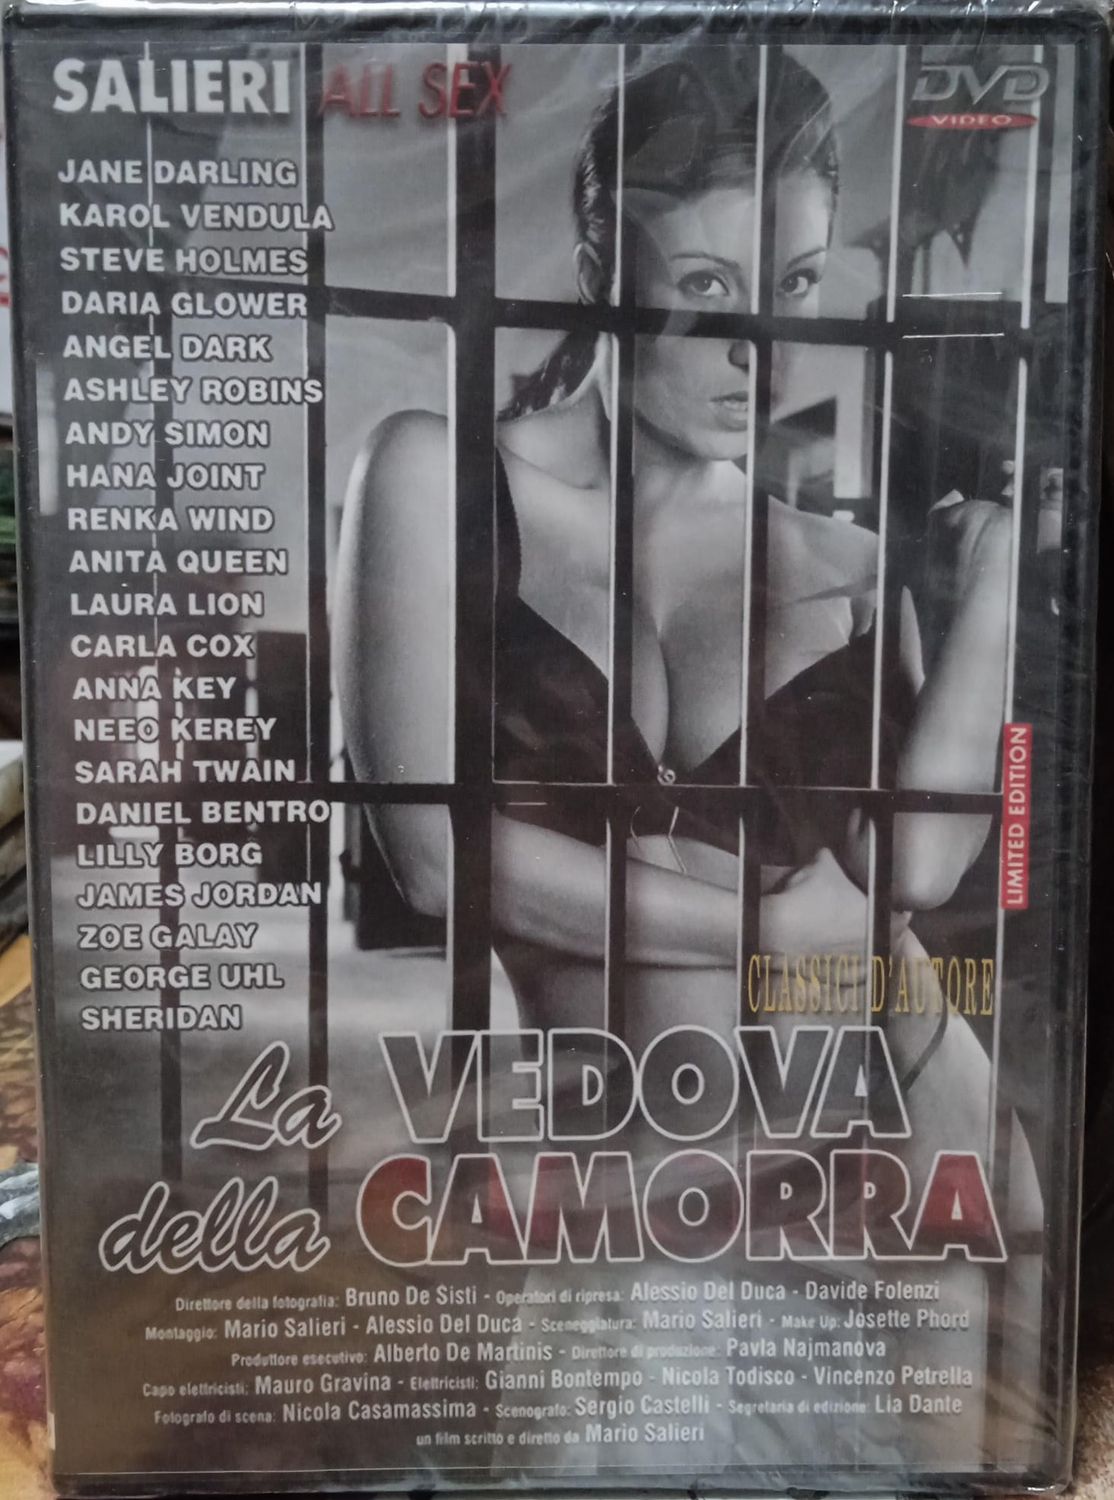 SALIERI ALL SEX
DVD
VIDEO
JANE DARLING
KAROL VENDULA
STEVE HOLMES
DARIA GLOWER
ANGEL DARK
ASHLEY ROBINS
ANDY SIMON
HANA JOINT
RENKA WIND
ANITA QUEEN
LAURA LION
CARLA COX
ANNA KEY
NEEO KEREY
SARAH TWAIN
DANIEL BENTRO
LILLY BORG
JAMES JORDAN
ZOE GALAY
GEORGE UHL
SHERIDAN
LIMITED EDITION
CLASSICI D'AUTORE
La VEDOVA
della CAMORRA
Direttore della fotografia: Bruno De Sisti - Operatori di ripresa: Alessio Del Duca - Davide Folenzi
Montaggio: Mario Salieri - Alessio Del Duca - Sceneggiatura: Mario Salieri - Make Up: Josette Phord
Produttore esecutivo: Alberto De Martinis - Direttore di produzione: Pavla Najmanova
Capo elettricisti: Mauro Gravina - Elettricisti: Gianni Bontempo - Nicola Todisco - Vincenzo Petrella
Fotografo di scena: Nicola Casamassima - Scenografo: Sergio Castelli - Segretaria di edizione: Lia Dante
un film scritto e diretto da Mario Salieri